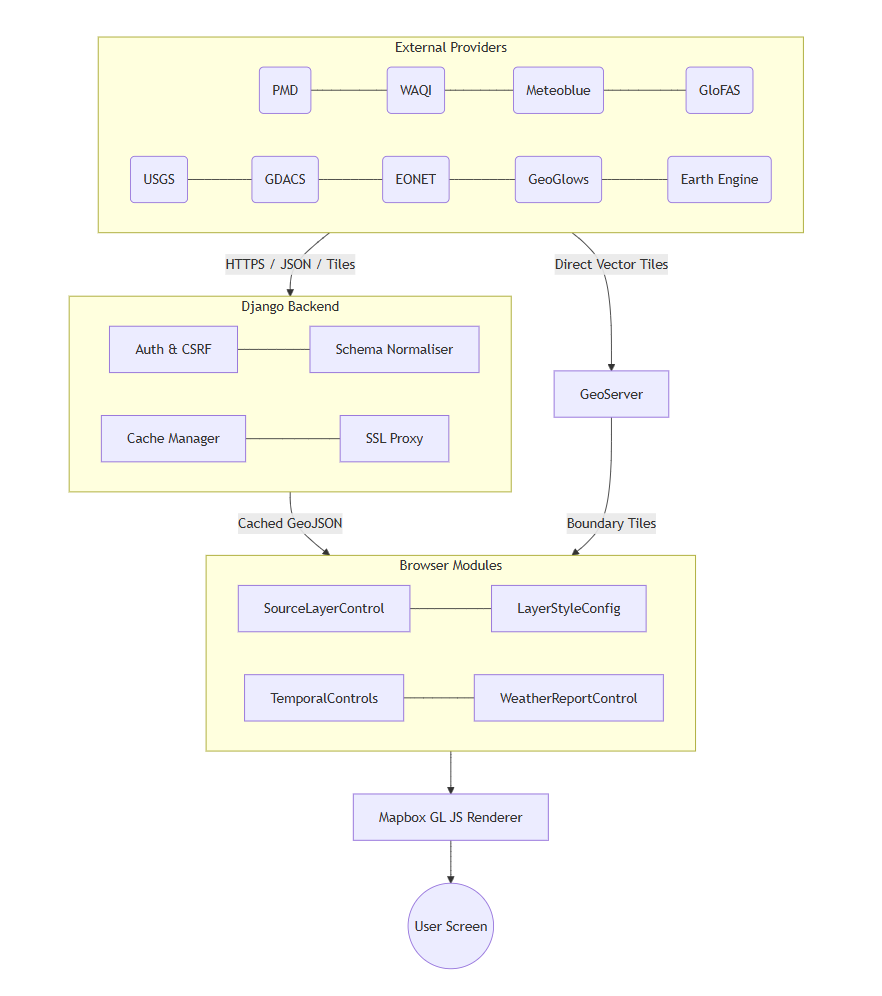 External Providers
PMD
WAQI
Meteoblue
GloFAS
USGS
GDACS
EONET
GeoGlows
Earth Engine
HTTPS / JSON / Tiles
Direct Vector Tiles
Django Backend
Auth & CSRF
Schema Normaliser
GeoServer
Cache Manager
SSL Proxy
Cached GeoJSON
Boundary Tiles
Browser Modules
SourceLayerControl
LayerStyleConfig
TemporalControls
WeatherReportControl
Mapbox GL JS Renderer
User Screen